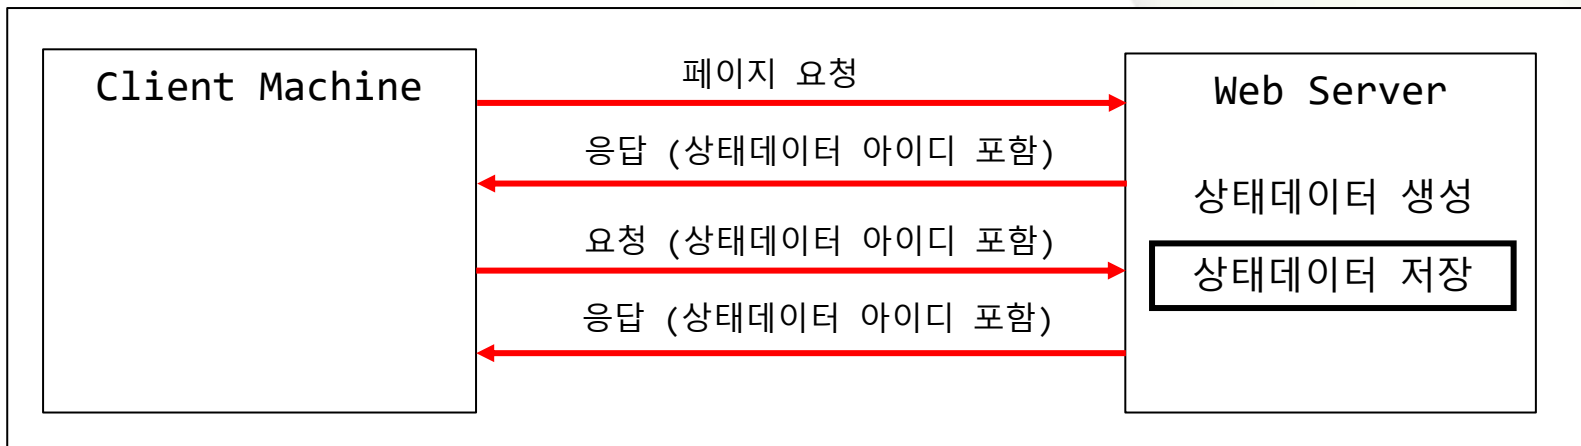 Client Machine
페이지 요청
응답 (상태데이터 아이디 포함)
요청 (상태데이터 아이디 포함)
응답 (상태데이터 아이디 포함)
Web Server
상태데이터 생성
상태데이터 저장